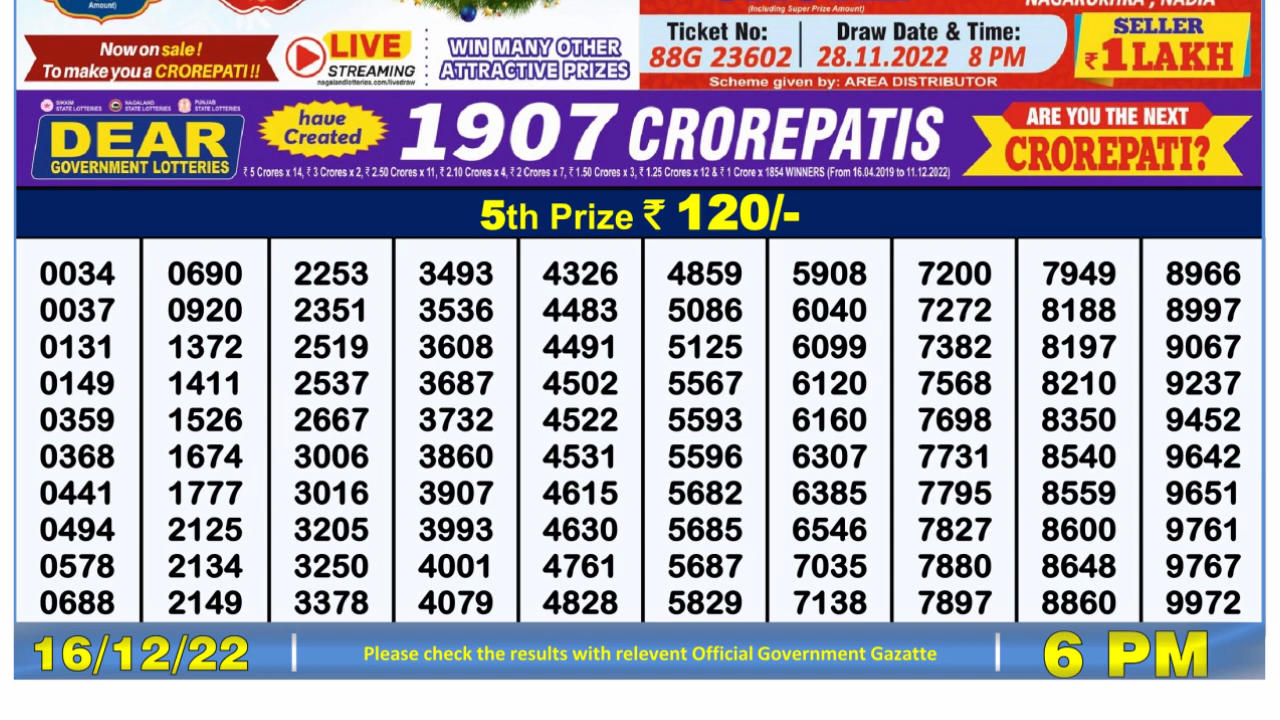 Amount)
(Including Super Prize Amount)
NAGARUKHRA , NADIA
Now on sale !
To make you a CROREPATI !!
LIVE
STREAMING
nagalandlotteries.com/livedraw
WIN MANY OTHER
ATTRACTIVE PRIZES
Ticket No:
88G 23602
Draw Date & Time:
28.11.2022 8 PM
Scheme given by: AREA DISTRIBUTOR
SELLER
₹1 LAKH
SIKKIM
STATE LOTTERIES
NAGALAND
STATE LOTTERIES
PUNJAB
STATE LOTTERIES
DEAR
GOVERNMENT LOTTERIES
have
Created
1907 CROREPATIS
₹ 5 Crores x 14, ₹ 3 Crores x 2, ₹ 2.50 Crores x 11, ₹ 2.10 Crores x 4, ₹ 2 Crores x 7, ₹ 1.50 Crores x 3, ₹ 1.25 Crores x 12 & ₹ 1 Crore x 1854 WINNERS (From 16.04.2019 to 11.12.2022)
ARE YOU THE NEXT
CROREPATI?
5th Prize ₹ 120/-
0034 0690 2253 3493 4326 4859 5908 7200 7949 8966
0037 0920 2351 3536 4483 5086 6040 7272 8188 8997
0131 1372 2519 3608 4491 5125 6099 7382 8197 9067
0149 1411 2537 3687 4502 5567 6120 7568 8210 9237
0359 1526 2667 3732 4522 5593 6160 7698 8350 9452
0368 1674 3006 3860 4531 5596 6307 7731 8540 9642
0441 1777 3016 3907 4615 5682 6385 7795 8559 9651
0494 2125 3205 3993 4630 5685 6546 7827 8600 9761
0578 2134 3250 4001 4761 5687 7035 7880 8648 9767
0688 2149 3378 4079 4828 5829 7138 7897 8860 9972
16/12/22
Please check the results with relevent Official Government Gazatte
6 PM